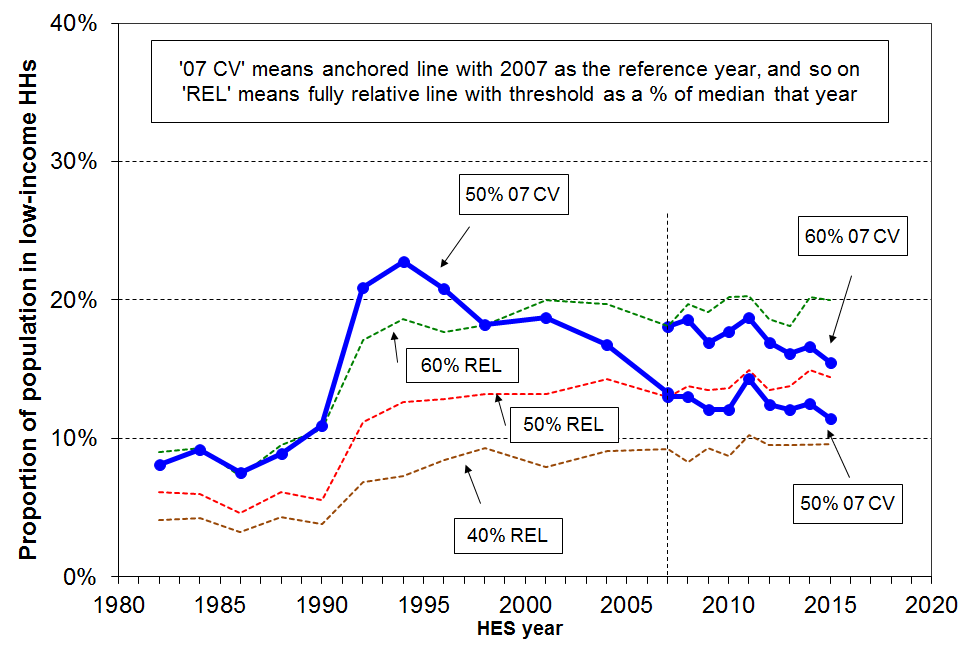 40%
'07 CV' means anchored line with 2007 as the reference year, and so on
'REL' means fully relative line with threshold as a % of median that year
Proportion of population in low-income HHs
30%
50% 07 CV
60% 07 CV
20%
60% REL
50% REL
10%
50% 07 CV
40% REL
0%
1980 1985 1990 1995 2000 2005 2010 2015 2020
HES year